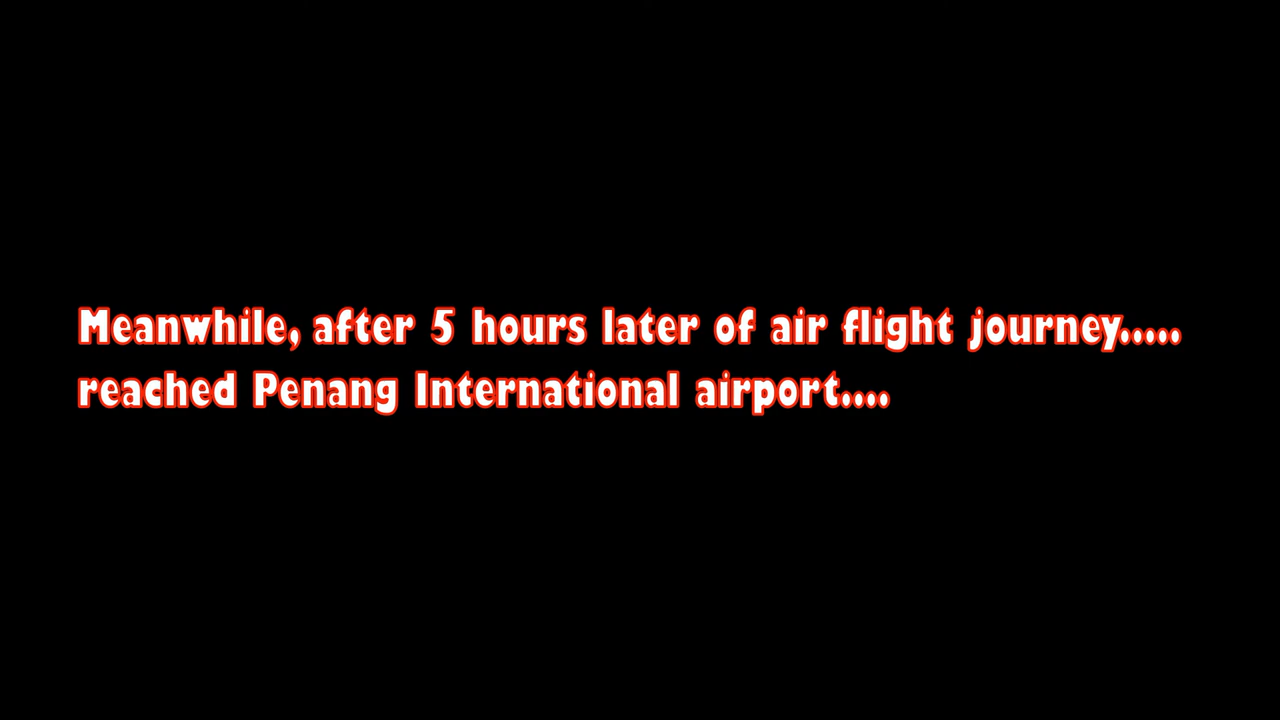 Meanwhile, after 5 hours later of air flight journey.....
reached Penang International airport....